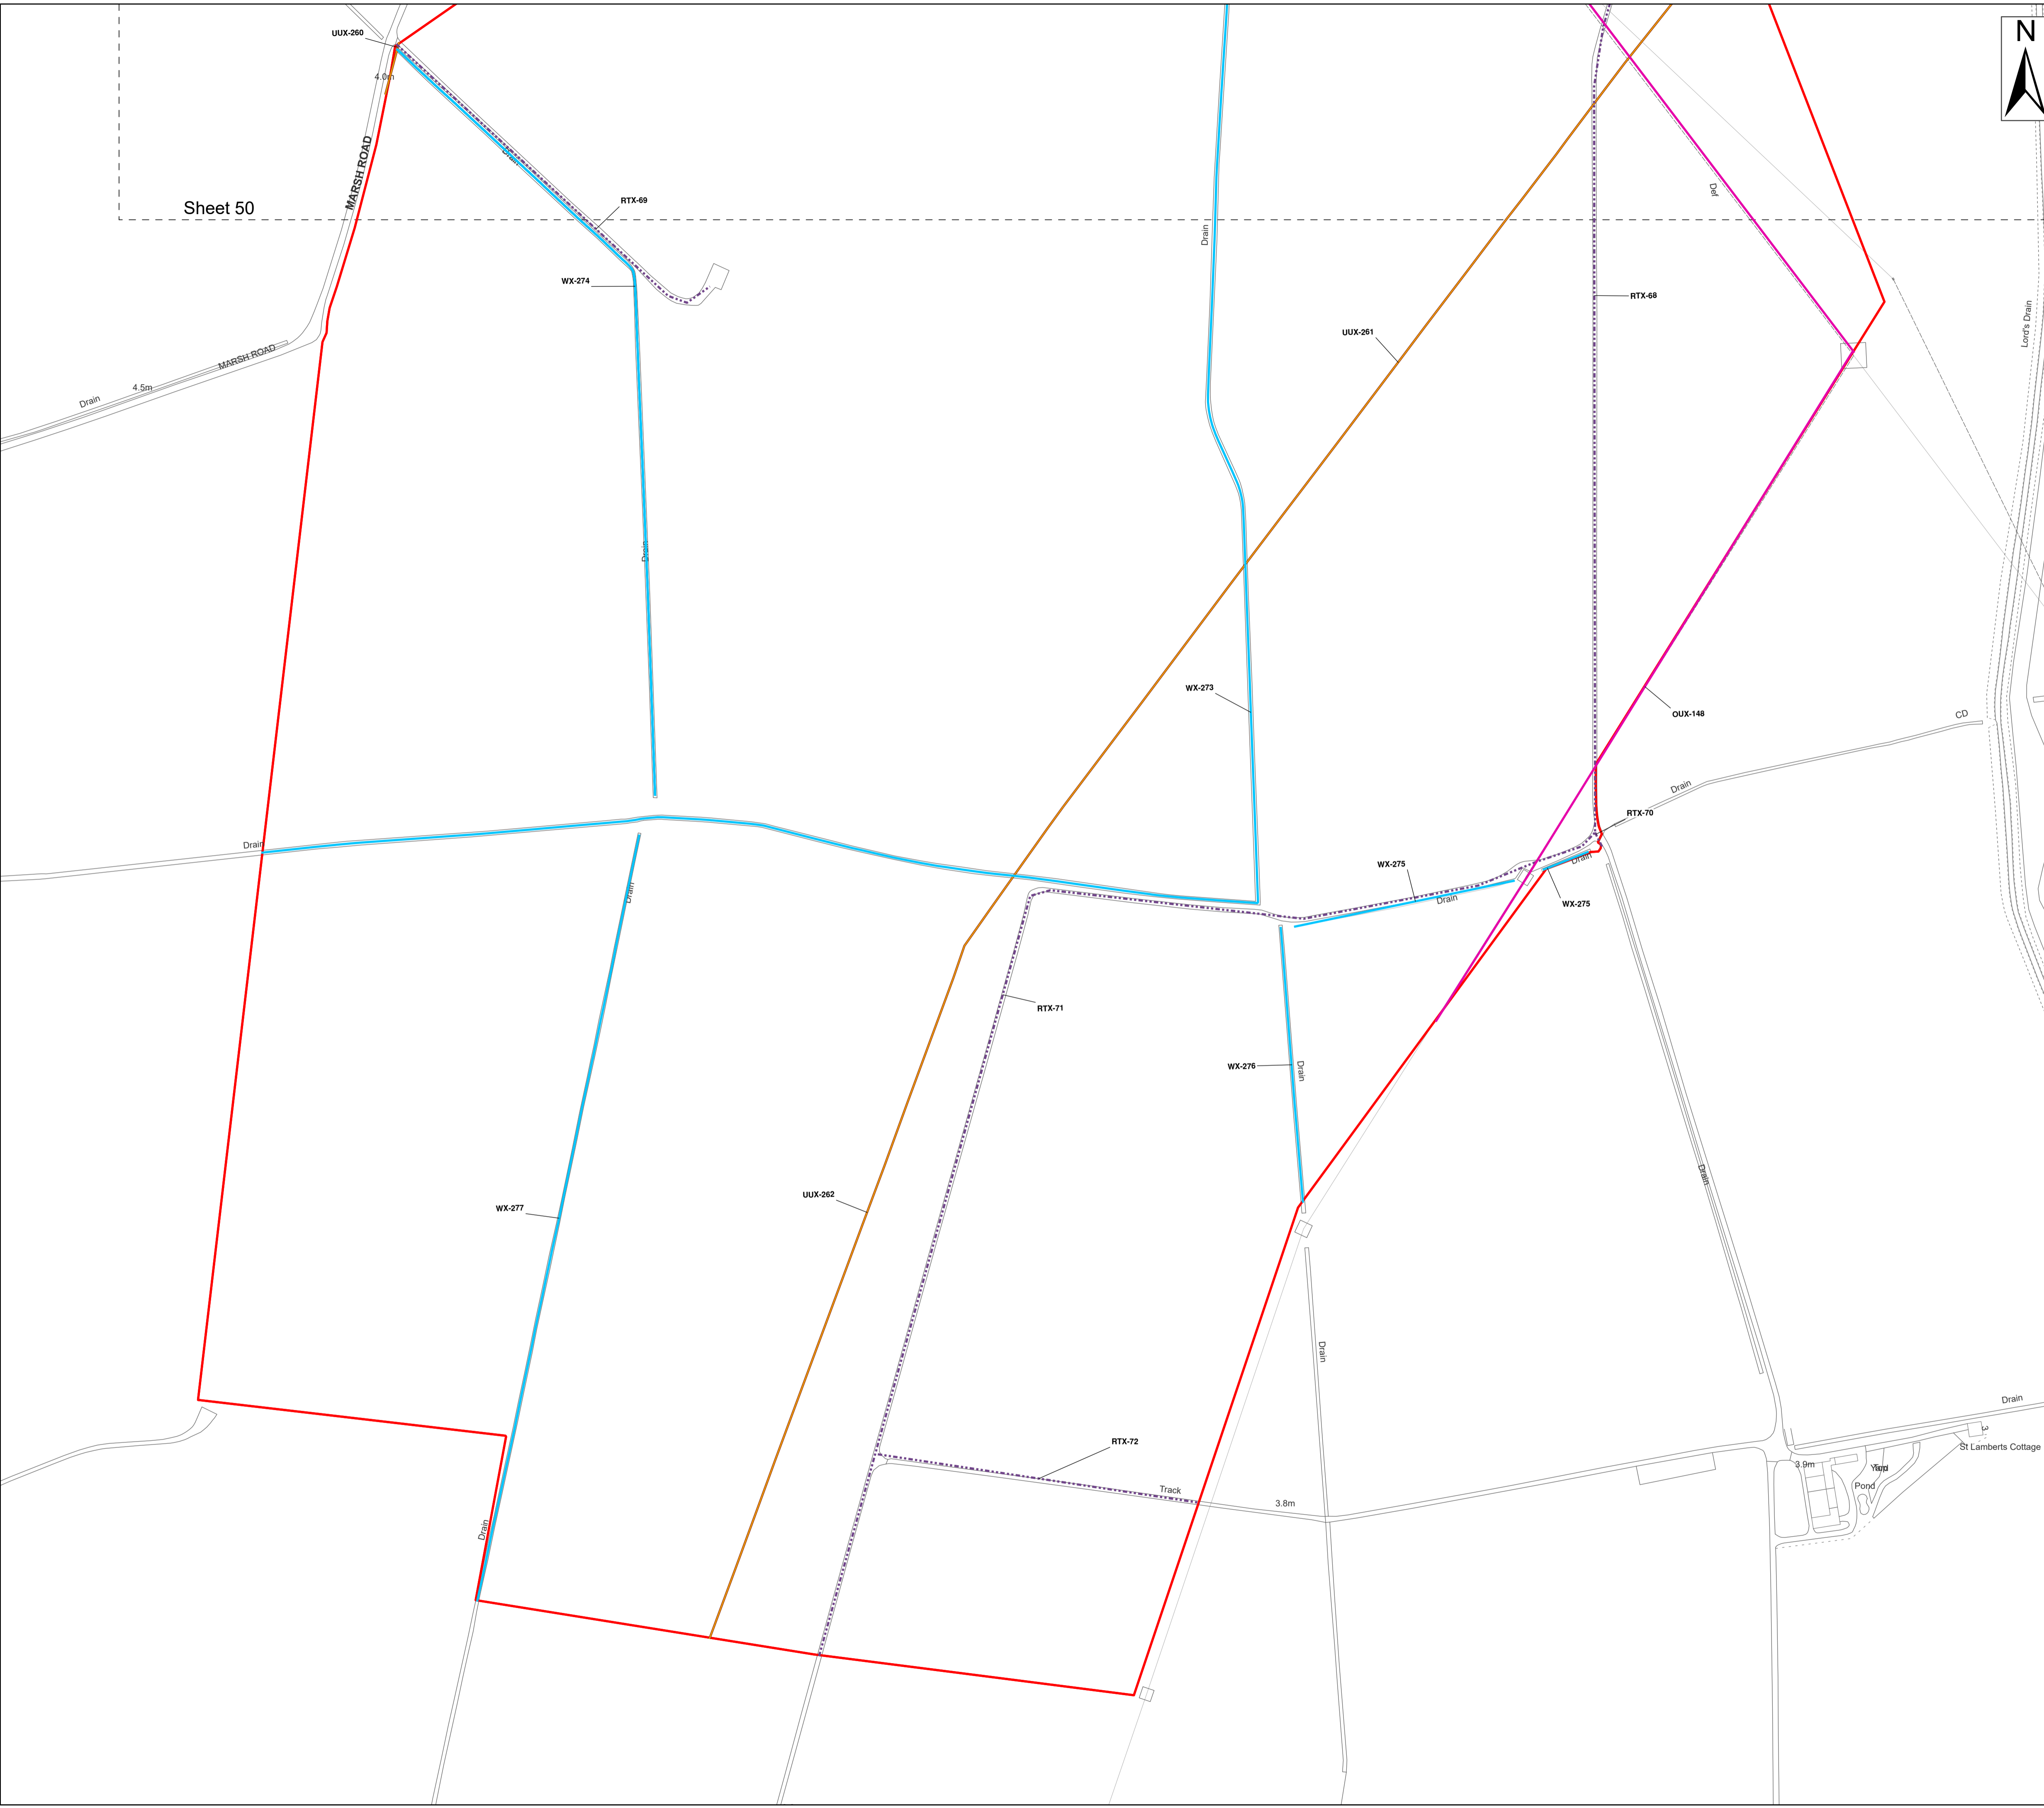 UUX-260
N
4.0m
MARSH ROAD
Drain
Def
RTX-69
Sheet 50
Drain
WX-274
RTX-68
Lord's Drain
UUX-261
MARSH ROAD
4.5m
Drain
Drain
WX-273
OUX-148
CD
Drain
RTX-70
Drain
WX-275
Drain
Drain
Drain
WX-275
RTX-71
WX-276
Drain
Drain
UUX-262
WX-277
Drain
Drain
RTX-72
3
St Lamberts Cottage
3.9m
Pond
Track
3.8m
Drain